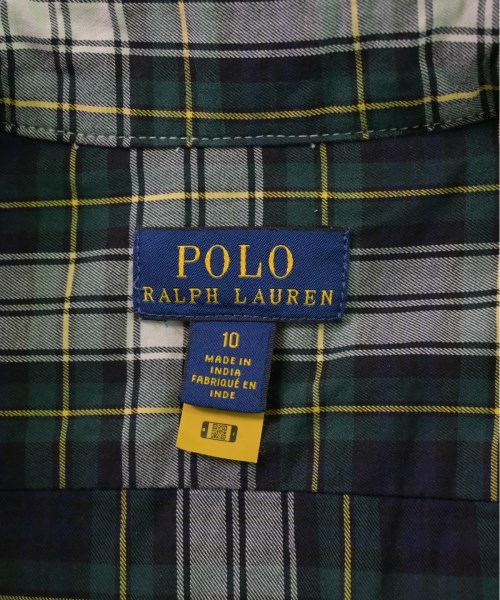 POLO
RALPH LAUREN
10
MADE IN
INDIA
FABRIQUÉ EN
INDE